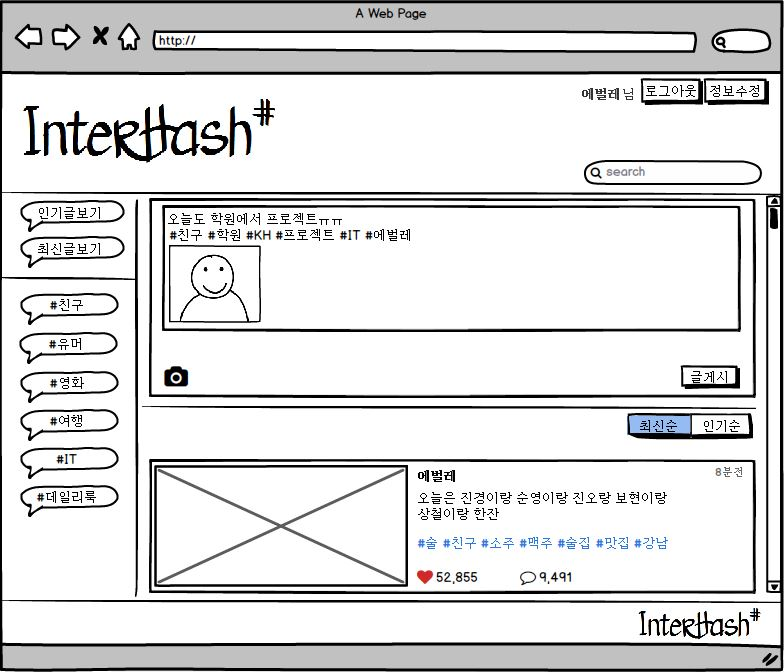 A Web Page
http://
에벌레님 로그아웃 정보수정
InterHash#
search
인기글보기
최신글보기
#친구
#유머
#영화
#여행
#IT
#데일리룩
오늘도 학원에서 프로젝트ㅠㅠ
#친구 #학원 #KH #프로젝트 #IT #에벌레
글게시
최신순 인기순
에벌레 8분전
오늘은 진경이랑 순영이랑 진오랑 보현이랑
상철이랑 한잔
#술 #친구 #소주 #맥주 #술집 #맛집 #강남
52,855 9,491
InterHash#